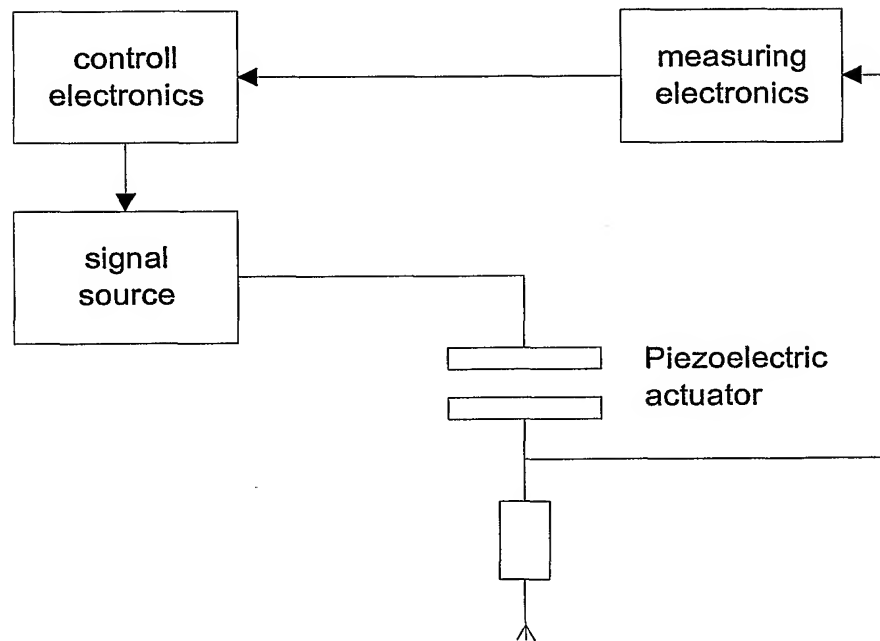 controll
electronics
measuring
electronics
signal
source
Piezoelectric
actuator